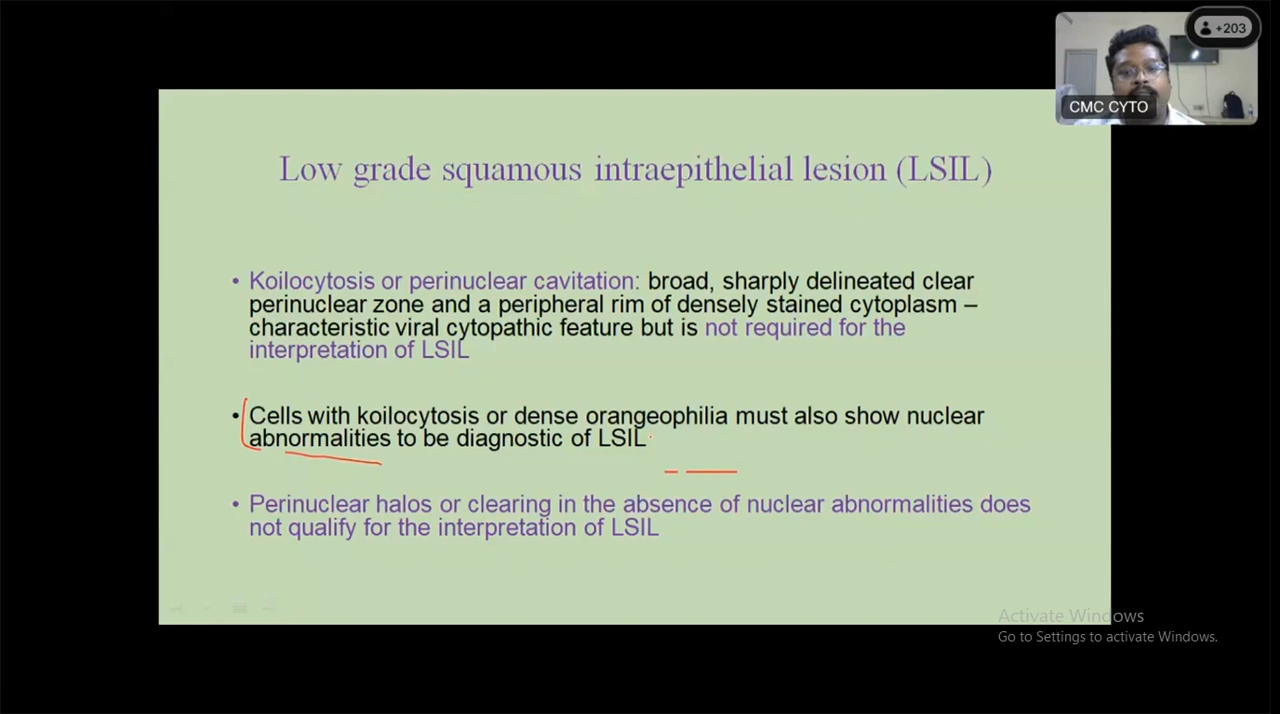 +203
CMC CYTO
Low grade squamous intraepithelial lesion (LSIL)
• Koilocytosis or perinuclear cavitation: broad, sharply delineated clear
perinuclear zone and a peripheral rim of densely stained cytoplasm –
characteristic viral cytopathic feature but is not required for the
interpretation of LSIL
• Cells with koilocytosis or dense orangeophilia must also show nuclear
abnormalities to be diagnostic of LSIL
• Perinuclear halos or clearing in the absence of nuclear abnormalities does
not qualify for the interpretation of LSIL
Activate Windows
Go to Settings to activate Windows.